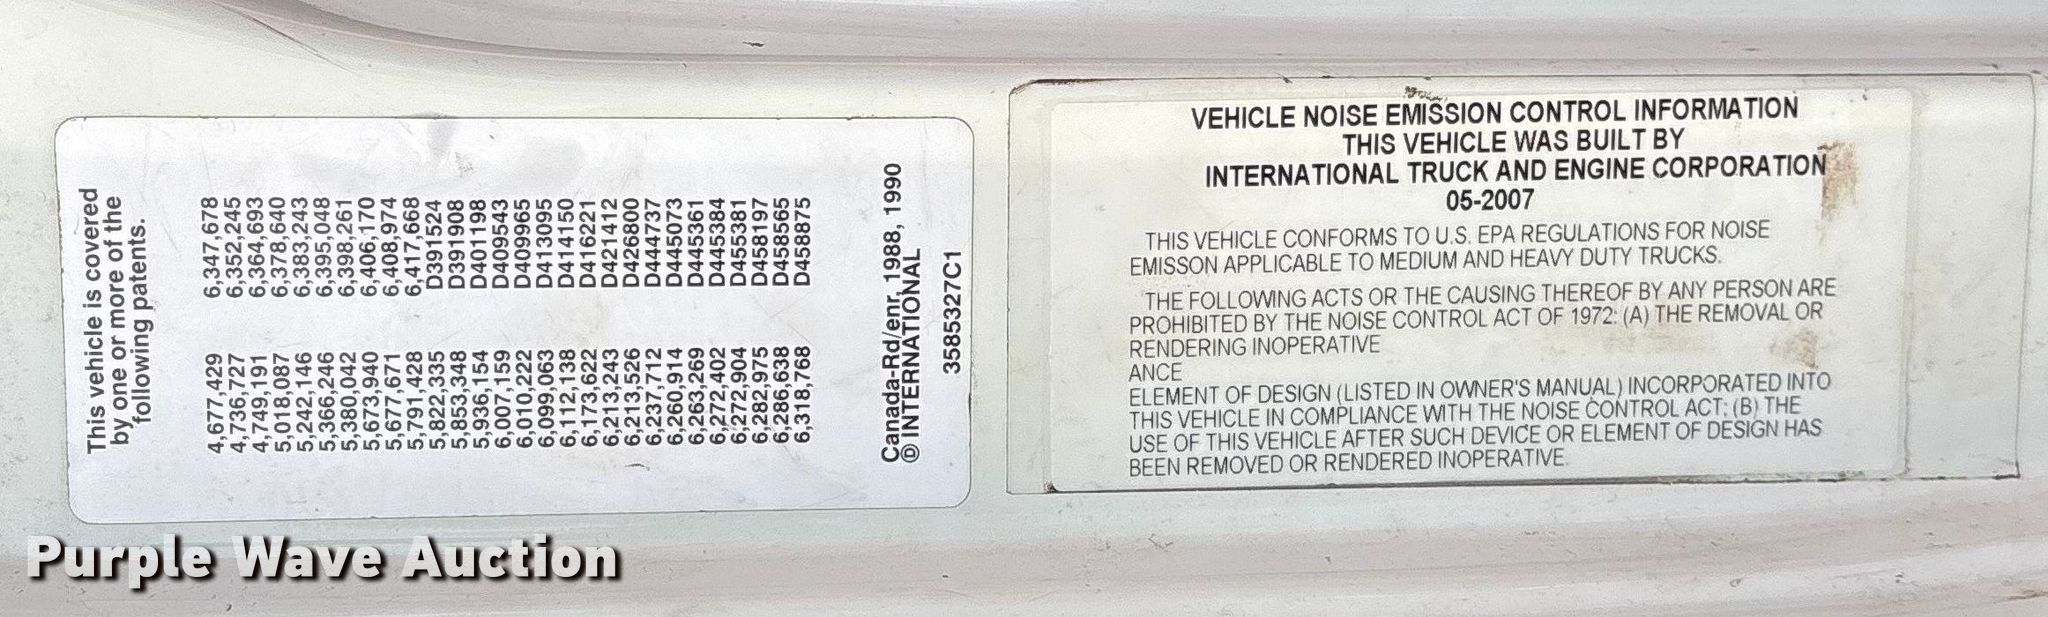 This vehicle is covered
by one or more of the
following patents.
4,677,429 6,347,678
4,736,727 6,352,245
4,749,191 6,364,693
5,018,087 6,378,640
5,242,146 6,383,243
5,366,246 6,395,048
5,380,042 6,398,261
5,673,940 6,406,170
5,677,671 6,408,974
5,791,428 6,417,668
5,822,335 D391524
5,853,348 D391908
5,936,154 D401198
6,007,159 D409543
6,010,222 D409965
6,099,063 D413095
6,112,138 D414150
6,173,622 D416221
6,213,243 D421412
6,213,526 D426800
6,237,712 D444737
6,260,914 D445073
6,263,269 D445361
6,272,402 D445384
6,272,904 D455381
6,282,975 D458197
6,286,638 D458565
6,318,768 D458875
Canada-Rd/enr, 1988, 1990
Ⓓ INTERNATIONAL
3585327C1
VEHICLE NOISE EMISSION CONTROL INFORMATION
THIS VEHICLE WAS BUILT BY
INTERNATIONAL TRUCK AND ENGINE CORPORATION
05-2007
THIS VEHICLE CONFORMS TO U.S. EPA REGULATIONS FOR NOISE
EMISSON APPLICABLE TO MEDIUM AND HEAVY DUTY TRUCKS.
THE FOLLOWING ACTS OR THE CAUSING THEREOF BY ANY PERSON ARE
PROHIBITED BY THE NOISE CONTROL ACT OF 1972: (A) THE REMOVAL OR
RENDERING INOPERATIVE
ANCE
ELEMENT OF DESIGN (LISTED IN OWNER'S MANUAL) INCORPORATED INTO
THIS VEHICLE IN COMPLIANCE WITH THE NOISE CONTROL ACT; (B) THE
USE OF THIS VEHICLE AFTER SUCH DEVICE OR ELEMENT OF DESIGN HAS
BEEN REMOVED OR RENDERED INOPERATIVE.
Purple Wave Auction